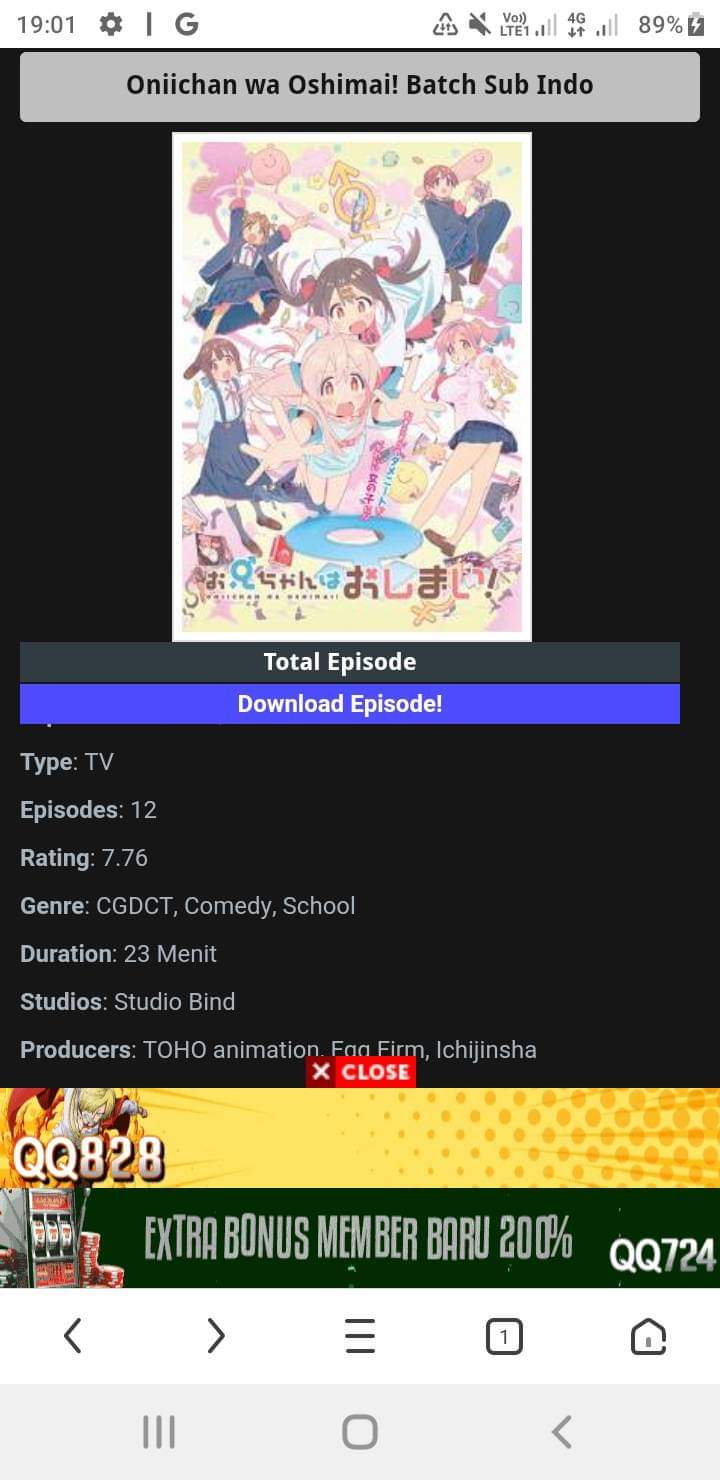 19:01
G
Vo))
LTE1
4G
89%
Oniichan wa Oshimai! Batch Sub Indo
お兄ちゃんはおしまい!
ONIICHAN WA OSHIMAI!
Total Episode
Download Episode!
Type: TV
Episodes: 12
Rating: 7.76
Genre: CGDCT, Comedy, School
Duration: 23 Menit
Studios: Studio Bind
Producers: TOHO animation, Egg Firm, Ichijinsha
CLOSE
QQ828
EXTRA BONUS MEMBER BARU 200%
QQ724
1